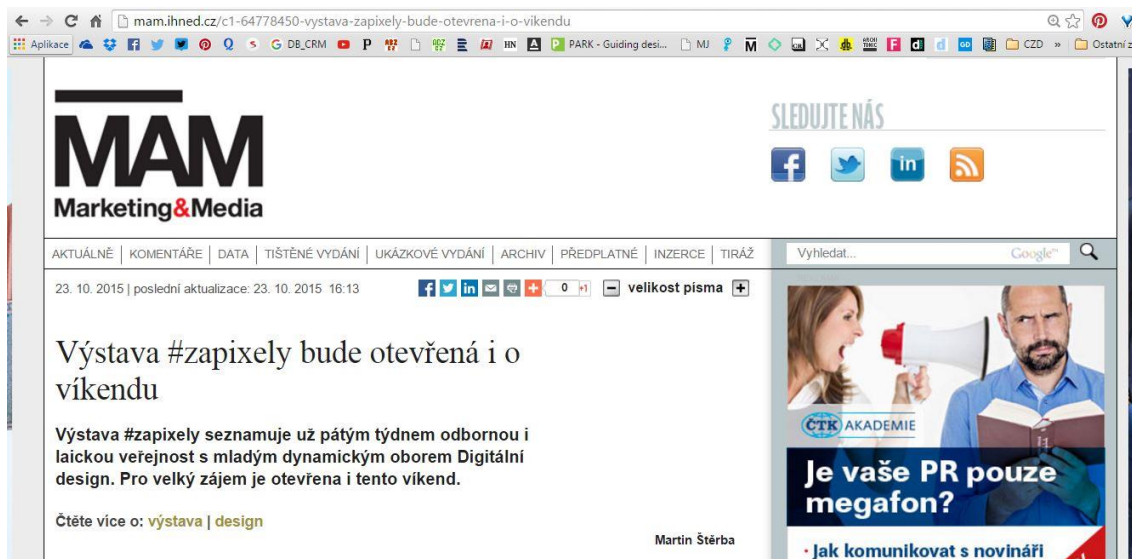 mam.ihned.cz/c1-64778450-vystava-zapixely-bude-otevrena-i-o-vikendu
Aplikace
DB_CRM
PARK - Guiding desi...
MJ
CZD
»
Ostatní z
MAM
Marketing&Media
SLEDUJTE NÁS
AKTUÁLNĚ | KOMENTÁŘE | DATA | TIŠTĚNÉ VYDÁNÍ | UKÁZKOVÉ VYDÁNÍ | ARCHIV | PŘEDPLATNÉ | INZERCE | TIRÁŽ
Vyhledat... Google™
23. 10. 2015 | poslední aktualizace: 23. 10. 2015 16:13
0 +1
velikost písma
Výstava #zapixely bude otevřená i o
víkendu
Výstava #zapixely seznamuje už pátým týdnem odbornou i
laickou veřejnost s mladým dynamickým oborem Digitální
design. Pro velký zájem je otevřena i tento víkend.
Čtěte více o: výstava | design
Martin Štěrba
ČTK AKADEMIE
Je vaše PR pouze
megafon?
· Jak komunikovat s novináři